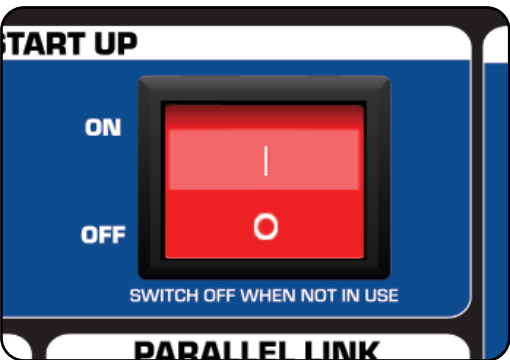 START UP
ON
I
O
OFF
SWITCH OFF WHEN NOT IN USE
PARALLEL LINK